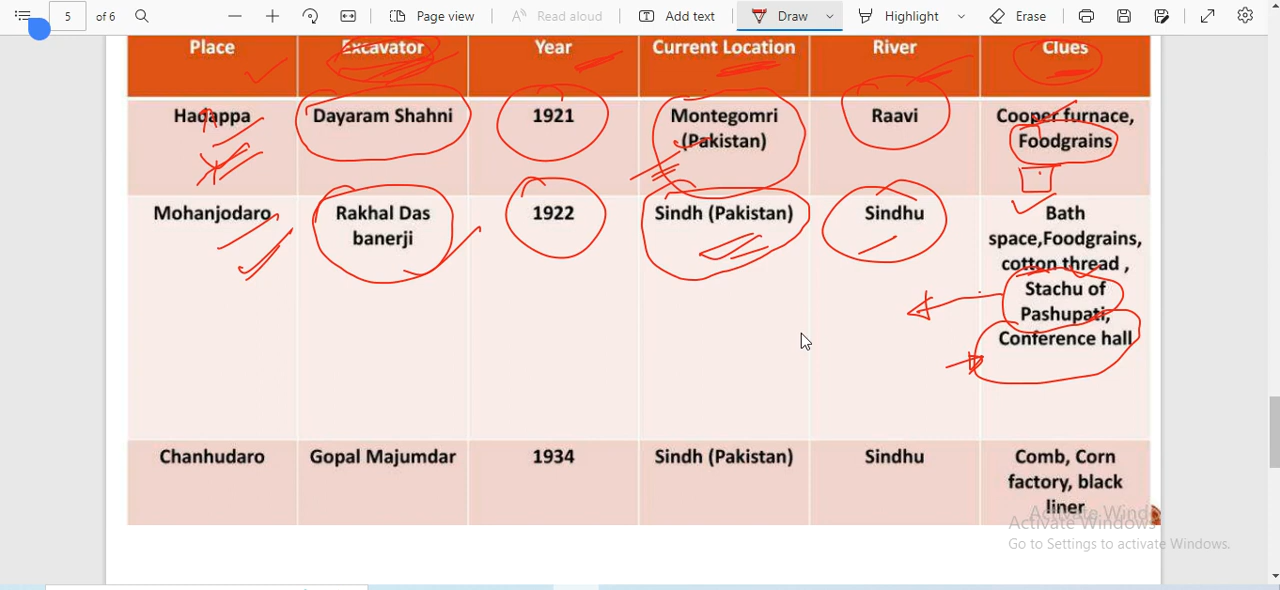 5 of 6 Page view Read aloud Add text Draw Highlight Erase
Place Excavator Year Current Location River Clues
Hadappa Dayaram Shahni 1921 Montegomri Raavi Cooper furnace,
(Pakistan) Foodgrains
Mohanjodaro Rakhal Das 1922 Sindh (Pakistan) Sindhu Bath
banerji space,Foodgrains,
cotton thread ,
Stachu of
Pashupati,
Conference hall
Chanhudaro Gopal Majumdar 1934 Sindh (Pakistan) Sindhu Comb, Corn
factory, black
liner
Activate Windows
Go to Settings to activate Windows.